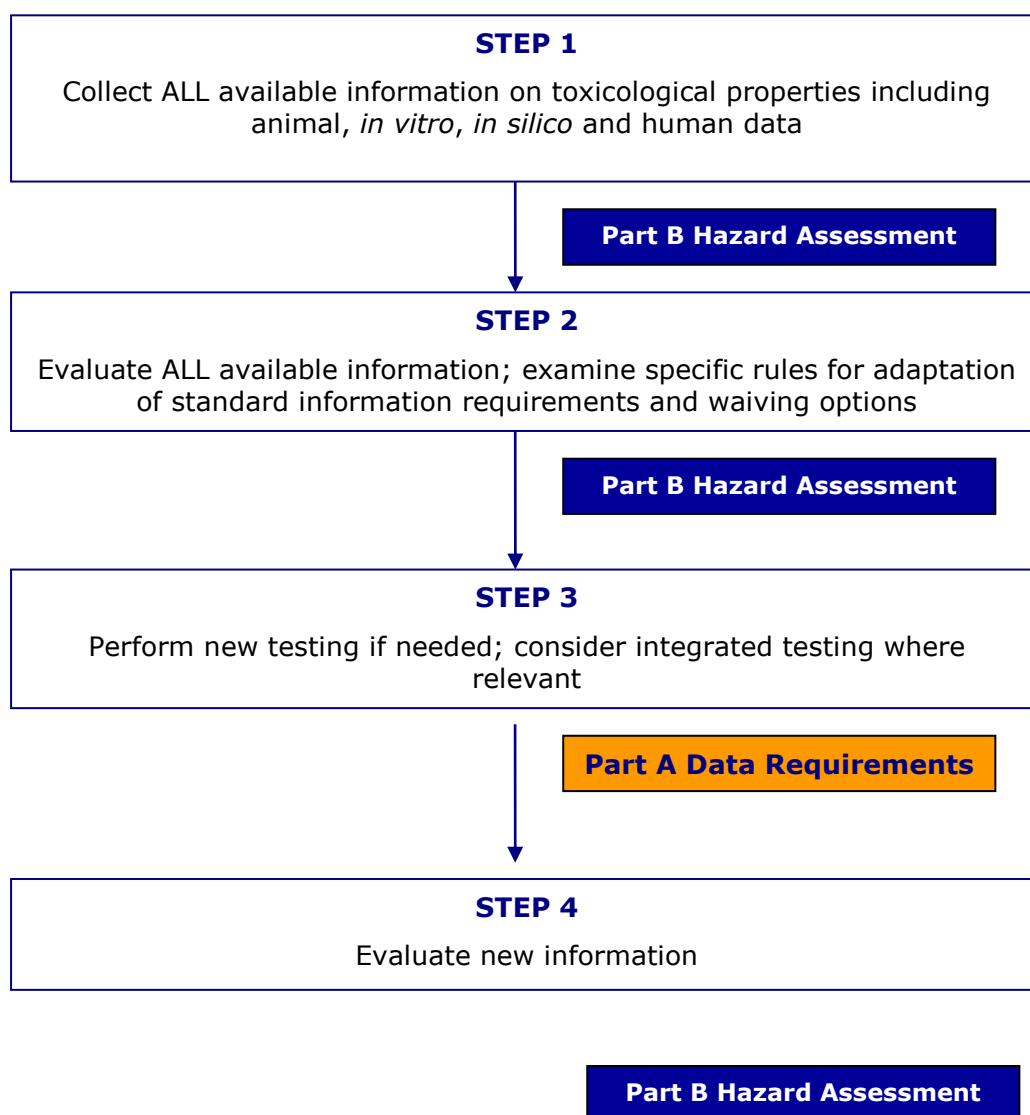 STEP 1
Collect ALL available information on toxicological properties including
animal, in vitro, in silico and human data
Part B Hazard Assessment
STEP 2
Evaluate ALL available information; examine specific rules for adaptation
of standard information requirements and waiving options
Part B Hazard Assessment
STEP 3
Perform new testing if needed; consider integrated testing where
relevant
Part A Data Requirements
STEP 4
Evaluate new information
Part B Hazard Assessment